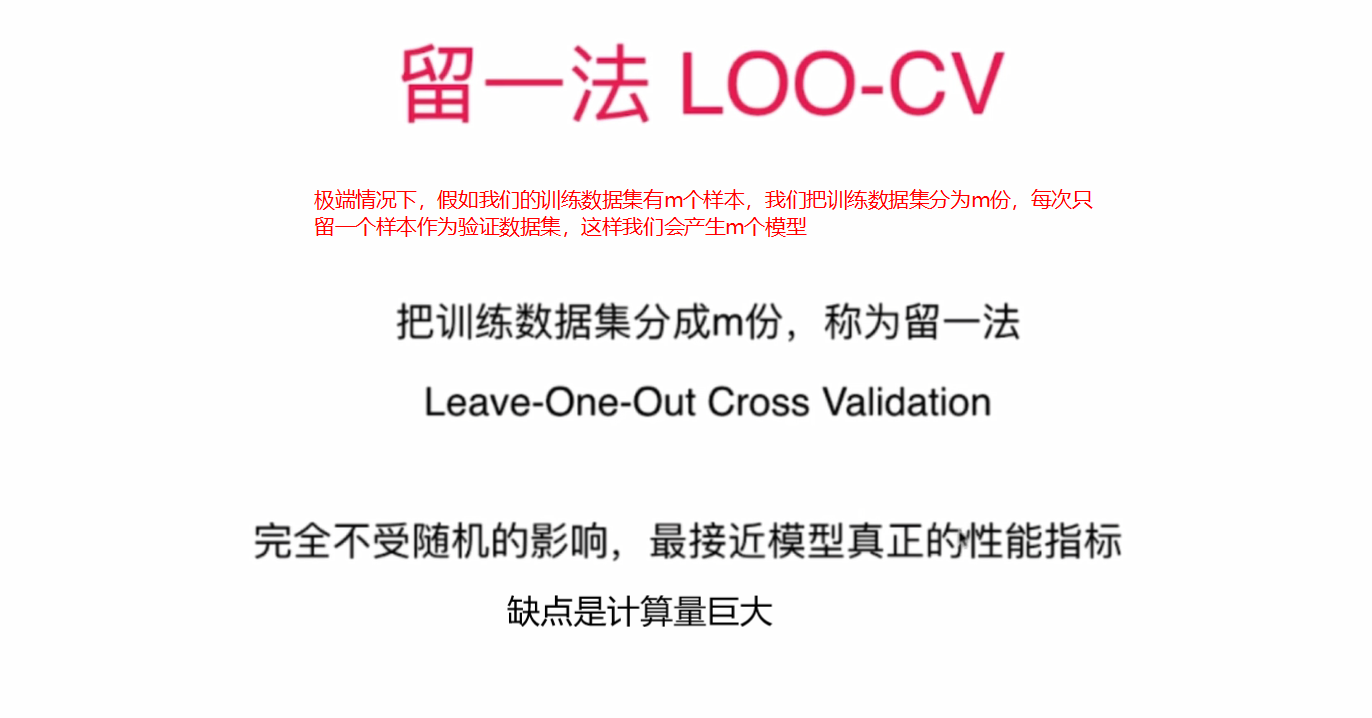 留一法 LOO-CV
极端情况下，假如我们的训练数据集有m个样本，我们把训练数据集分为m份，每次只
留一个样本作为验证数据集，这样我们会产生m个模型
把训练数据集分成m份，称为留一法
Leave-One-Out Cross Validation
完全不受随机的影响，最接近模型真正的性能指标
缺点是计算量巨大